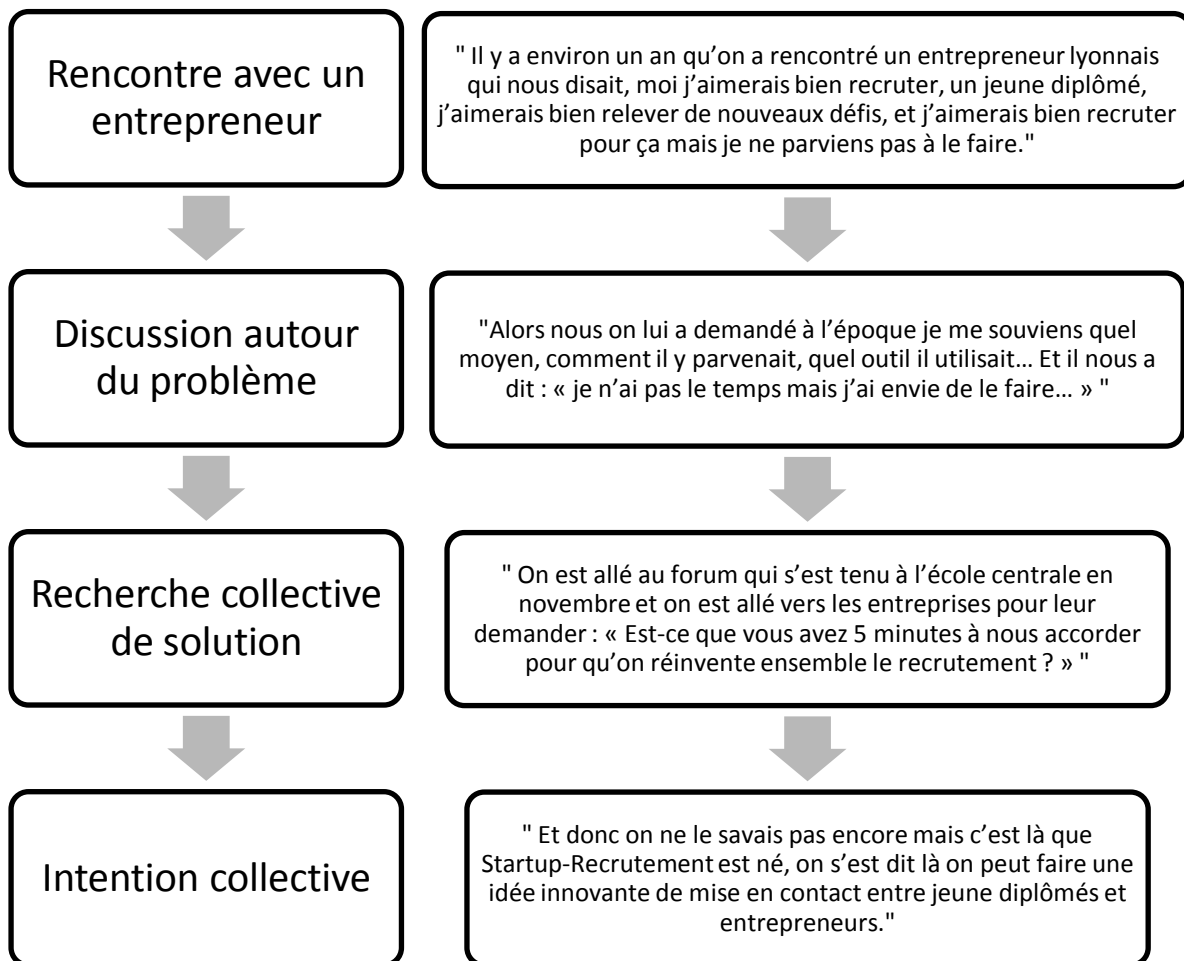 Rencontre avec un
entrepreneur
" Il y a environ un an qu’on a rencontré un entrepreneur lyonnais
qui nous disait, moi j’aimerais bien recruter, un jeune diplômé,
j’aimerais bien relever de nouveaux défis, et j’aimerais bien recruter
pour ça mais je ne parviens pas à le faire."
Discussion autour
du problème
"Alors nous on lui a demandé à l’époque je me souviens quel
moyen, comment il y parvenait, quel outil il utilisait… Et il nous a
dit : « je n’ai pas le temps mais j’ai envie de le faire… » "
Recherche collective
de solution
" On est allé au forum qui s’est tenu à l’école centrale en
novembre et on est allé vers les entreprises pour leur
demander : « Est-ce que vous avez 5 minutes à nous accorder
pour qu’on réinvente ensemble le recrutement ? » "
Intention collective
" Et donc on ne le savais pas encore mais c’est là que
Startup-Recrutement est né, on s’est dit là on peut faire une
idée innovante de mise en contact entre jeune diplômés et
entrepreneurs."